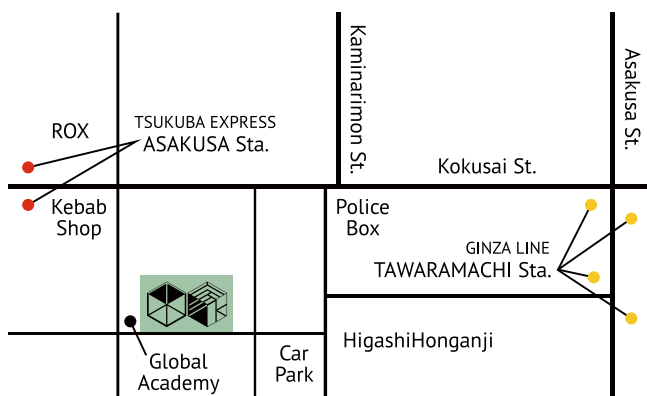 Kaminarimon St.
Asakusa St.
ROX
TSUKUBA EXPRESS
ASAKUSA Sta.
Kokusai St.
Kebab
Shop
Police
Box
GINZA LINE
TAWARAMACHI Sta.
HigashiHonganji
Global
Academy
Car
Park